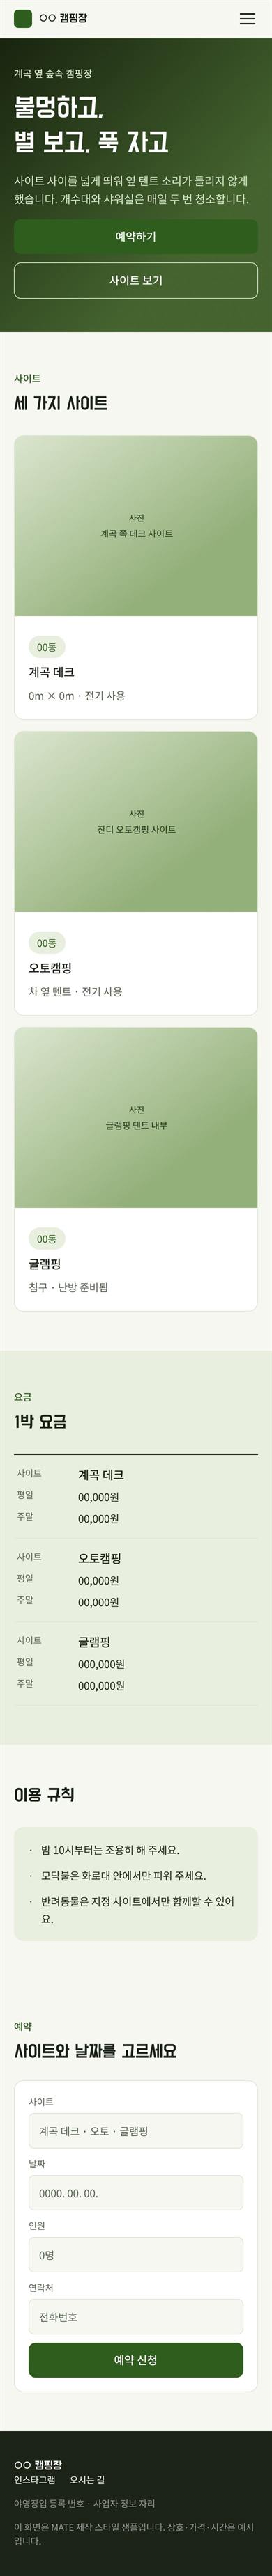 ○○ 캠핑장
계곡 옆 숲속 캠핑장
불멍하고,
별 보고, 푹 자고
사이트 사이를 넓게 띄워 옆 텐트 소리가 들리지 않게
했습니다. 개수대와 샤워실은 매일 두 번 청소합니다.
예약하기
사이트 보기
사이트
세 가지 사이트
사진
계곡 쪽 데크 사이트
00동
계곡 데크
0m × 0m · 전기 사용
사진
잔디 오토캠핑 사이트
00동
오토캠핑
차 옆 텐트 · 전기 사용
사진
글램핑 텐트 내부
00동
글램핑
침구 · 난방 준비됨
요금
1박 요금
사이트 계곡 데크
평일 00,000원
주말 00,000원
사이트 오토캠핑
평일 00,000원
주말 00,000원
사이트 글램핑
평일 000,000원
주말 000,000원
이용 규칙
· 밤 10시부터는 조용히 해 주세요.
· 모닥불은 화로대 안에서만 피워 주세요.
· 반려동물은 지정 사이트에서만 함께할 수 있어
요.
예약
사이트와 날짜를 고르세요
사이트
계곡 데크 · 오토 · 글램핑
날짜
0000. 00. 00.
인원
0명
연락처
전화번호
예약 신청
○○ 캠핑장
인스타그램 오시는 길
야영장업 등록 번호 · 사업자 정보 자리
이 화면은 MATE 제작 스타일 샘플입니다. 상호·가격·시간은 예시
입니다.